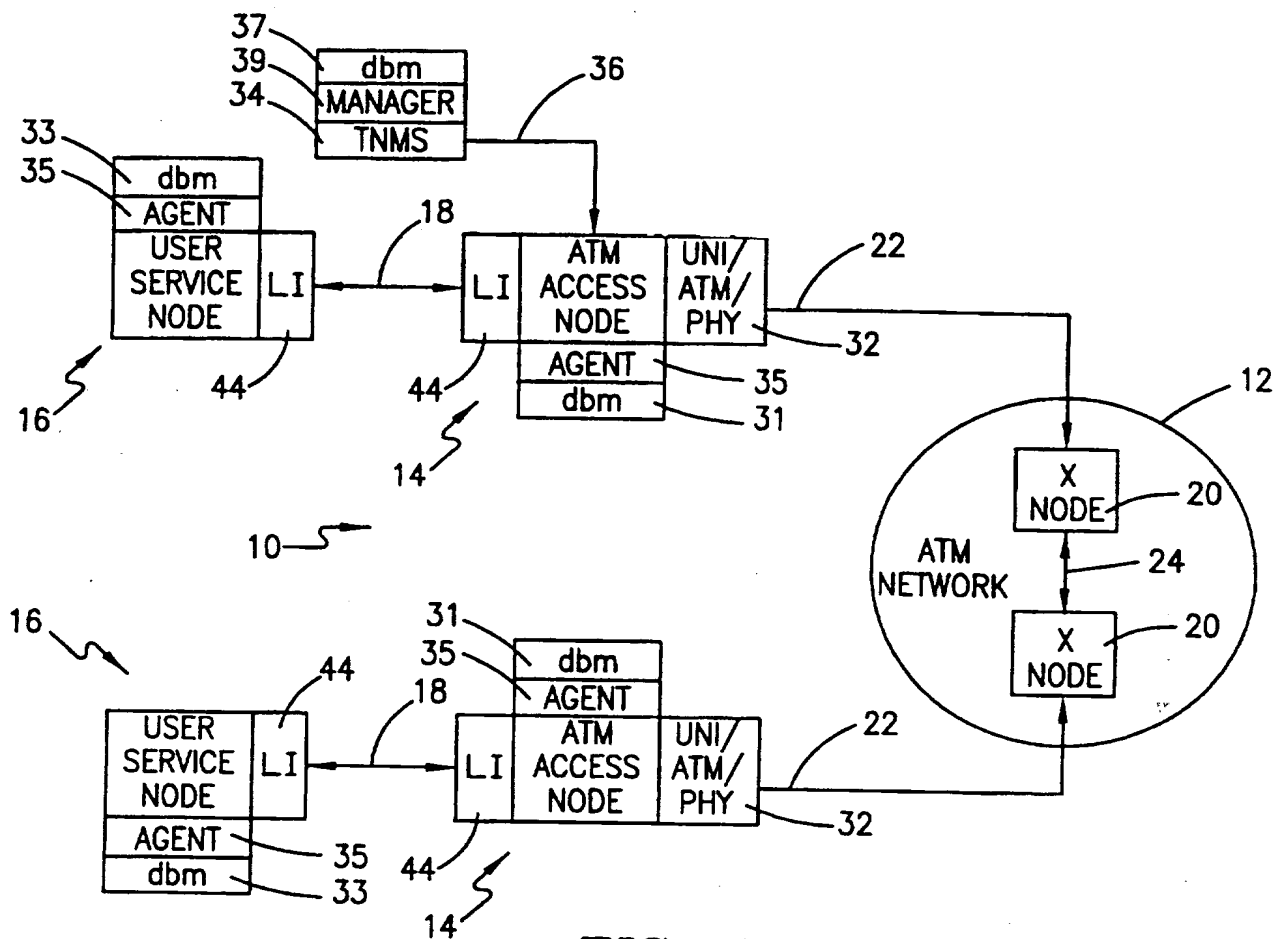 37
dbm
36
39
MANAGER
34
TNMS
33
dbm
35
AGENT
18
USER
SERVICE
NODE
LI
LI
ATM
ACCESS
NODE
UNI/
ATM/
PHY
22
32
44
44
AGENT
35
dbm
31
16
14
12
X
NODE
20
10
ATM
NETWORK
24
X
NODE
20
16
31
dbm
35
AGENT
44
18
USER
SERVICE
NODE
LI
LI
ATM
ACCESS
NODE
UNI/
ATM/
PHY
22
32
AGENT
35
dbm
33
44
14